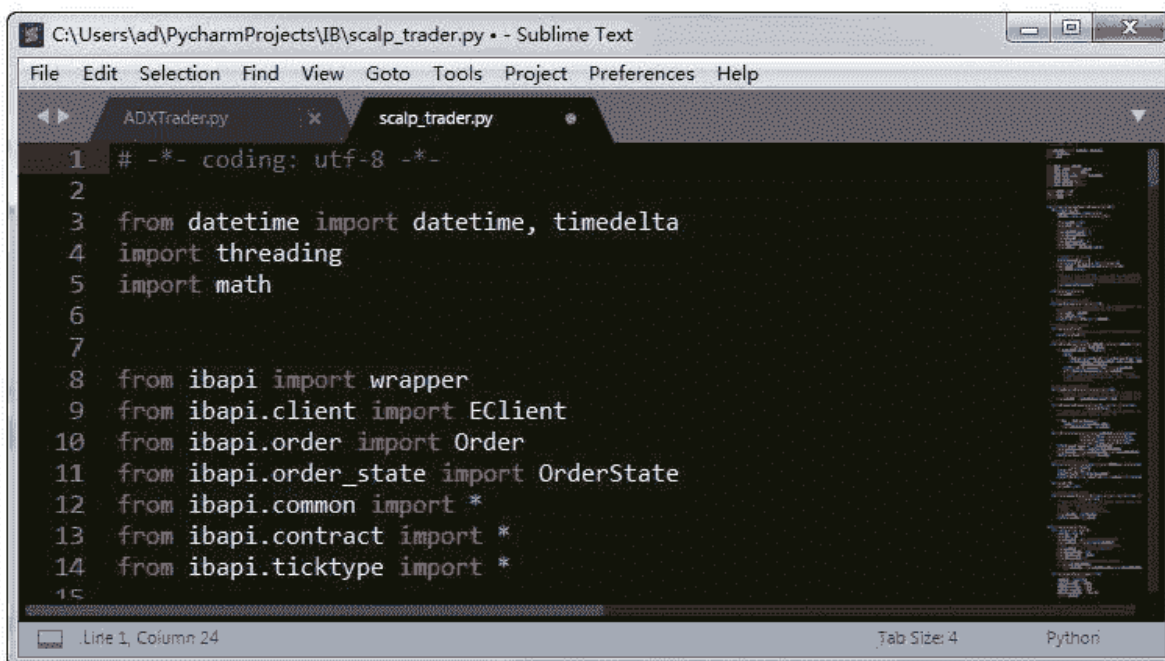 C:\Users\ad\PycharmProjects\IB\scalp_trader.py • - Sublime Text
File Edit Selection Find View Goto Tools Project Preferences Help
ADXTrader.py scalp_trader.py
1 # -*- coding: utf-8 -*-
2
3 from datetime import datetime, timedelta
4 import threading
5 import math
6
7
8 from ibapi import wrapper
9 from ibapi.client import EClient
10 from ibapi.order import Order
11 from ibapi.order_state import OrderState
12 from ibapi.common import *
13 from ibapi.contract import *
14 from ibapi.ticktype import *
15
Line 1, Column 24 Tab Size: 4 Python